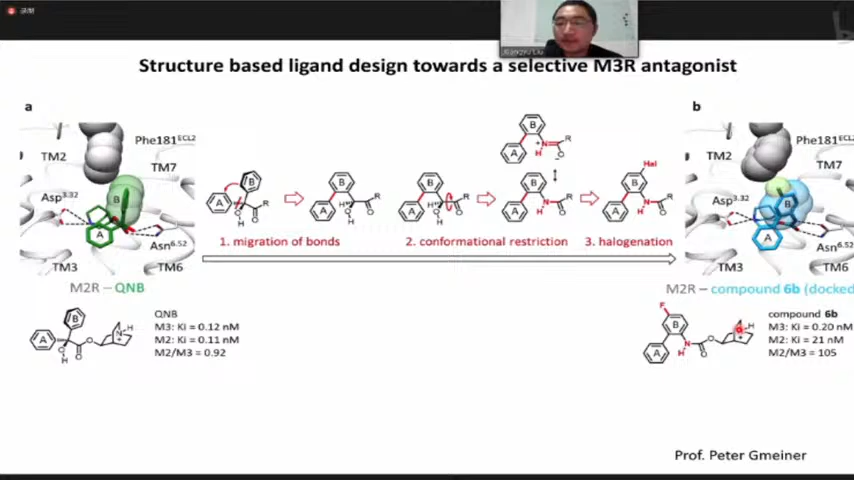 Structure based ligand design towards a selective M3R antagonist
a
Phe181ECL2
TM2
TM7
Asp3.32
B
A
Asn6.52
TM3
TM6
M2R – QNB
A
B
H
O
O
R
1. migration of bonds
B
A
H
O
O
R
B
A
H
O
O
R
2. conformational restriction
B
A
N
H
O
R
B
A
N
H
O
R
Hal
B
A
N
H
O
R
3. halogenation
b
Phe181ECL2
TM2
TM7
Asp3.32
B
A
Asn6.52
TM3
TM6
M2R – compound 6b (docked
A
B
O
H
O
O
N
H
QNB
M3: Ki = 0.12 nM
M2: Ki = 0.11 nM
M2/M3 = 0.92
F
B
A
N
H
O
O
H
compound 6b
M3: Ki = 0.20 nM
M2: Ki = 21 nM
M2/M3 = 105
Prof. Peter Gmeiner